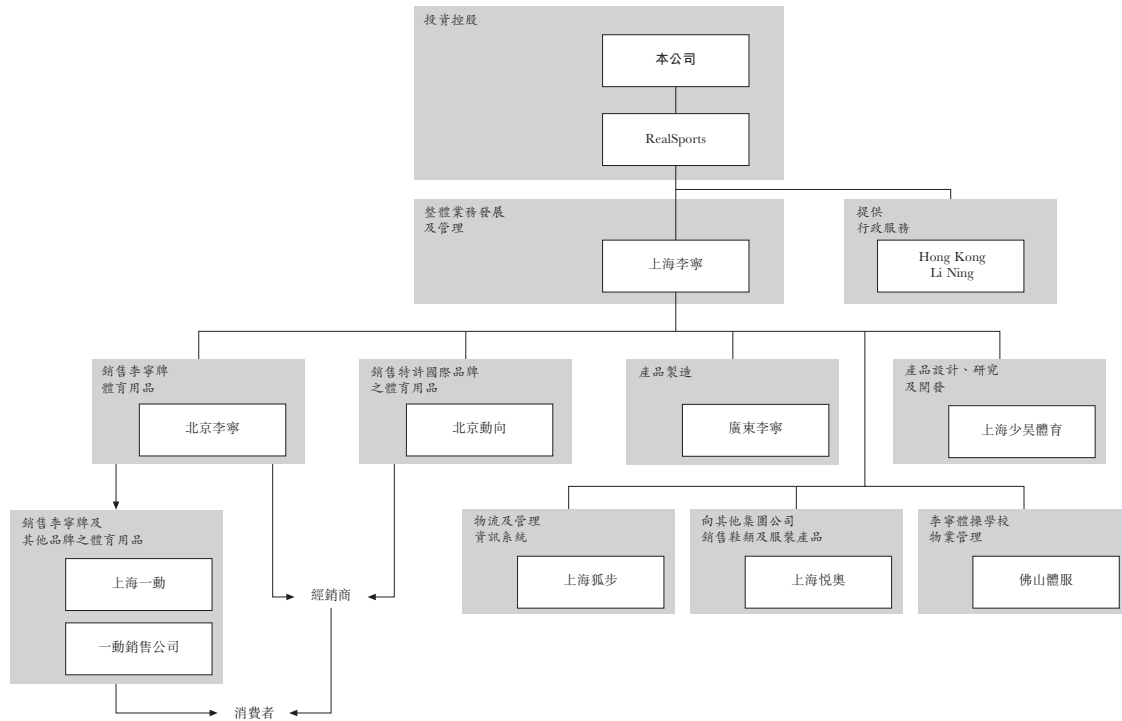 投資控股
本公司
RealSports
整體業務發展
及管理
上海李寧
提供
行政服務
Hong Kong
Li Ning
銷售李寧牌
體育用品
北京李寧
銷售特許國際品牌
之體育用品
北京動向
產品製造
廣東李寧
產品設計、研究
及開發
上海少昊體育
銷售李寧牌及
其他品牌之體育用品
上海一動
一動銷售公司
經銷商
物流及管理
資訊系統
上海狐步
向其他集團公司
銷售鞋類及服裝產品
上海悦奧
李寧體操學校
物業管理
佛山體服
消費者